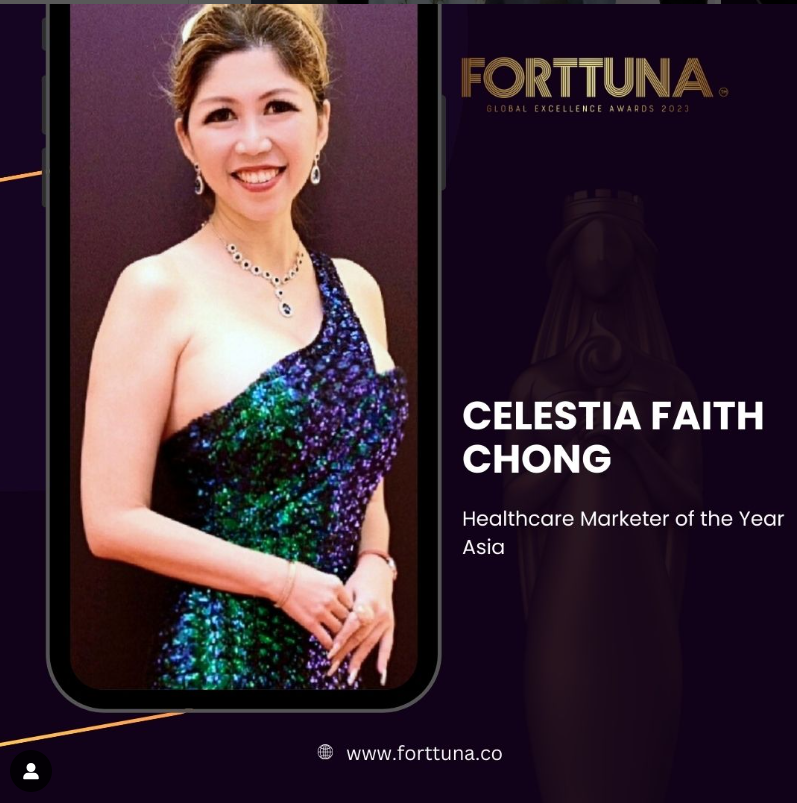 FORTTUNA
GLOBAL EXCELLENCE AWARDS 2023
CELESTIA FAITH
CHONG
Healthcare Marketer of the Year
Asia
www.forttuna.co